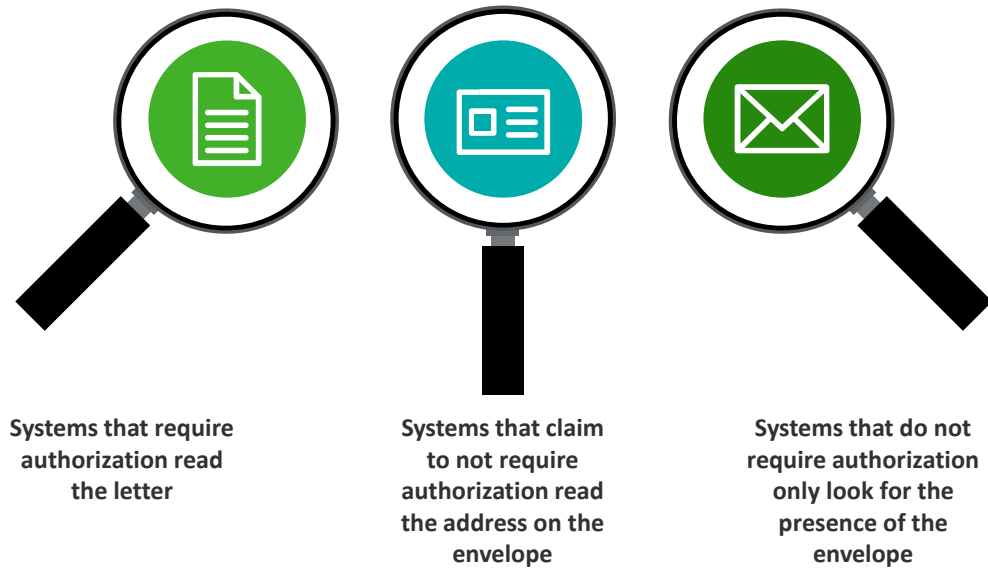 Systems that require
authorization read
the letter
Systems that claim
to not require
authorization read
the address on the
envelope
Systems that do not
require authorization
only look for the
presence of the
envelope